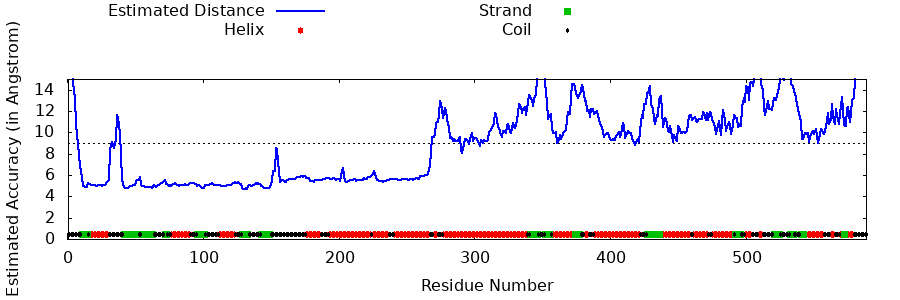 Estimated Distance
Helix
Strand
Coil
Estimated Accuracy (in Angstrom)
14
12
10
8
6
4
2
0
0 100 200 300 400 500
Residue Number